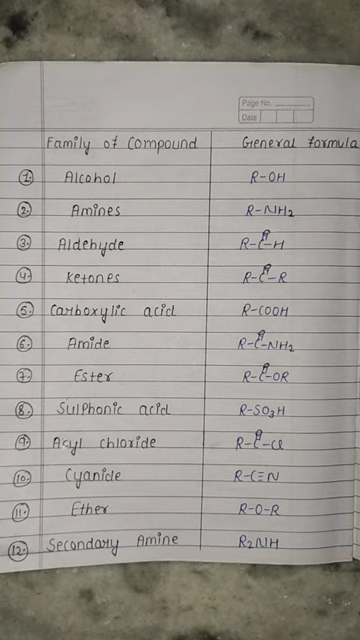 Page No.
Date
Family of Compound General formula
1. Alcohol R-OH
2. Amines R-NH₂
3. Aldehyde R-C(=O)-H
4. Ketones R-C(=O)-R
5. Carboxylic acid R-COOH
6. Amide R-C(=O)-NH₂
7. Ester R-C(=O)-OR
8. Sulphonic acid R-SO₃H
9. Acyl chloride R-C(=O)-Cl
10. Cyanide R-C≡N
11. Ether R-O-R
12. Secondary Amine R₂NH